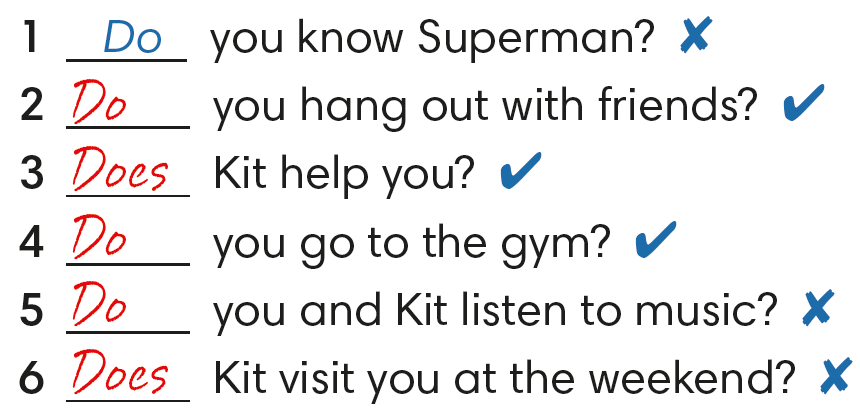 1 Do you know Superman? ✘
2 Do you hang out with friends? ✔
3 Does Kit help you? ✔
4 Do you go to the gym? ✔
5 Do you and Kit listen to music? ✘
6 Does Kit visit you at the weekend? ✘